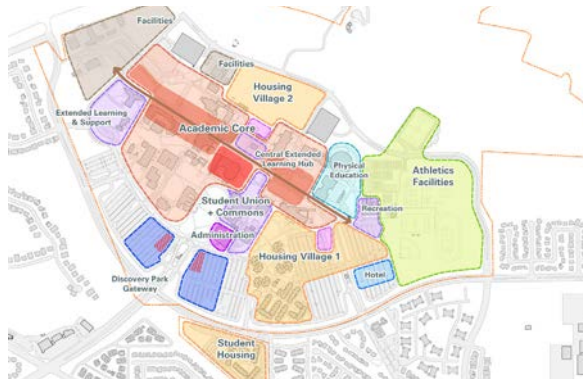 Facilities
Facilities
Housing
Village 2
Extended Learning
& Support
Academic Core
Central Extended
Learning Hub
Physical
Education
Athletics
Facilities
Student Union
+ Commons
Recreation
Administration
Housing Village 1
Hotel
Discovery Park
Gateway
Student
Housing